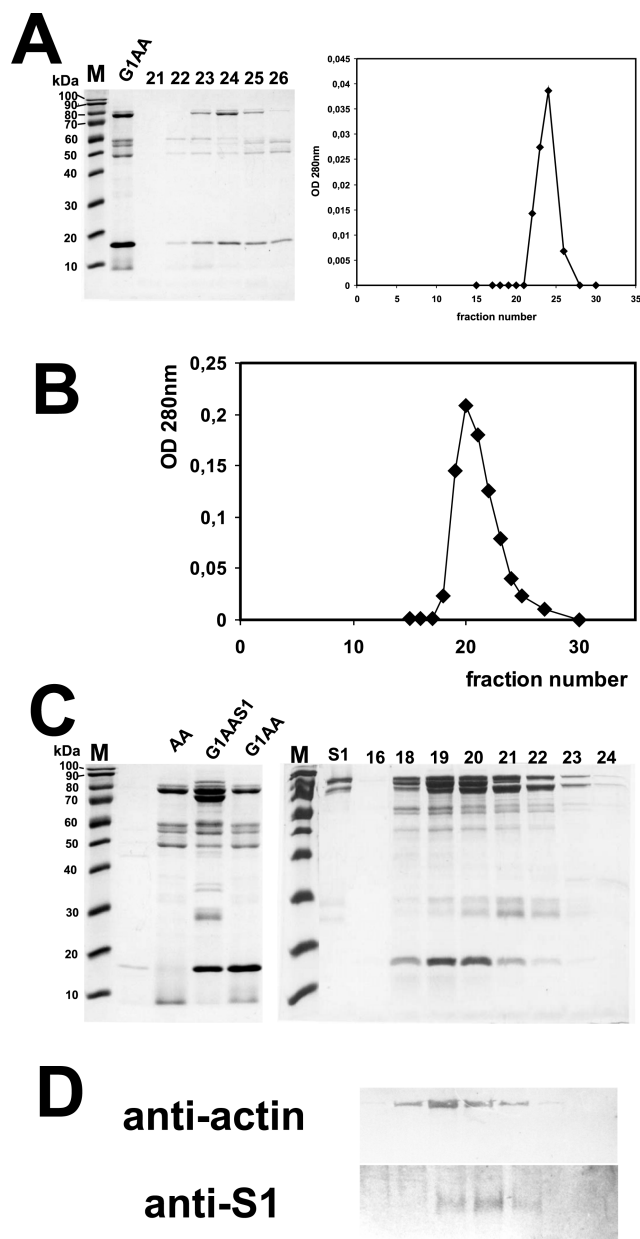 A
kDa M G1AA 21 22 23 24 25 26
100
90
80
70
60
50
40
30
20
10
OD 280nm
0,045
0,04
0,035
0,03
0,025
0,02
0,015
0,01
0,005
0
0 5 10 15 20 25 30 35
fraction number
B
OD 280nm
0,25
0,2
0,15
0,1
0,05
0
0 10 20 30
fraction number
C
kDa M AA G1AAS1 G1AA
100
90
80
70
60
50
40
30
20
10
M S1 16 18 19 20 21 22 23 24
D
anti-actin
anti-S1